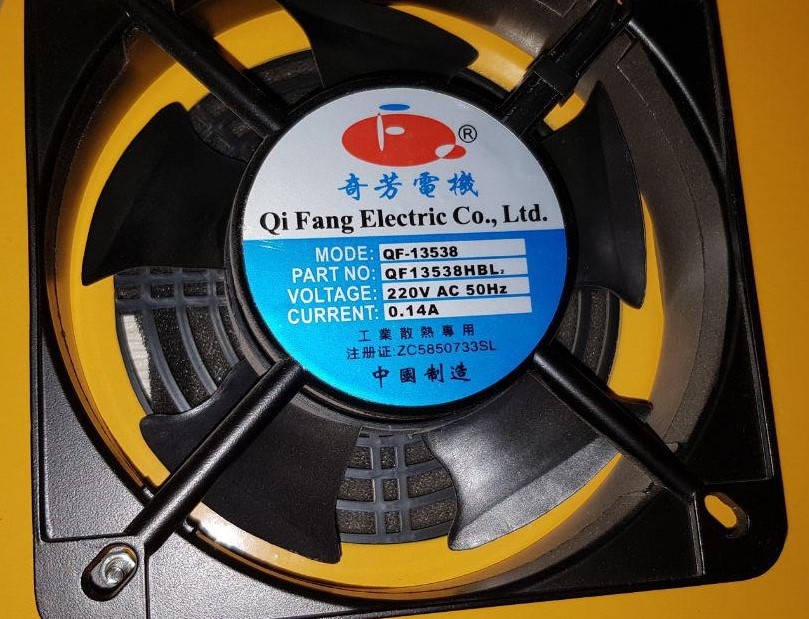 ®
奇芳電機
Qi Fang Electric Co., Ltd.
MODE: QF-13538
PART NO: QF13538HBL₂
VOLTAGE: 220V AC 50Hz
CURRENT: 0.14A
工業散熱專用
注册证:ZC5850733SL
中國制造